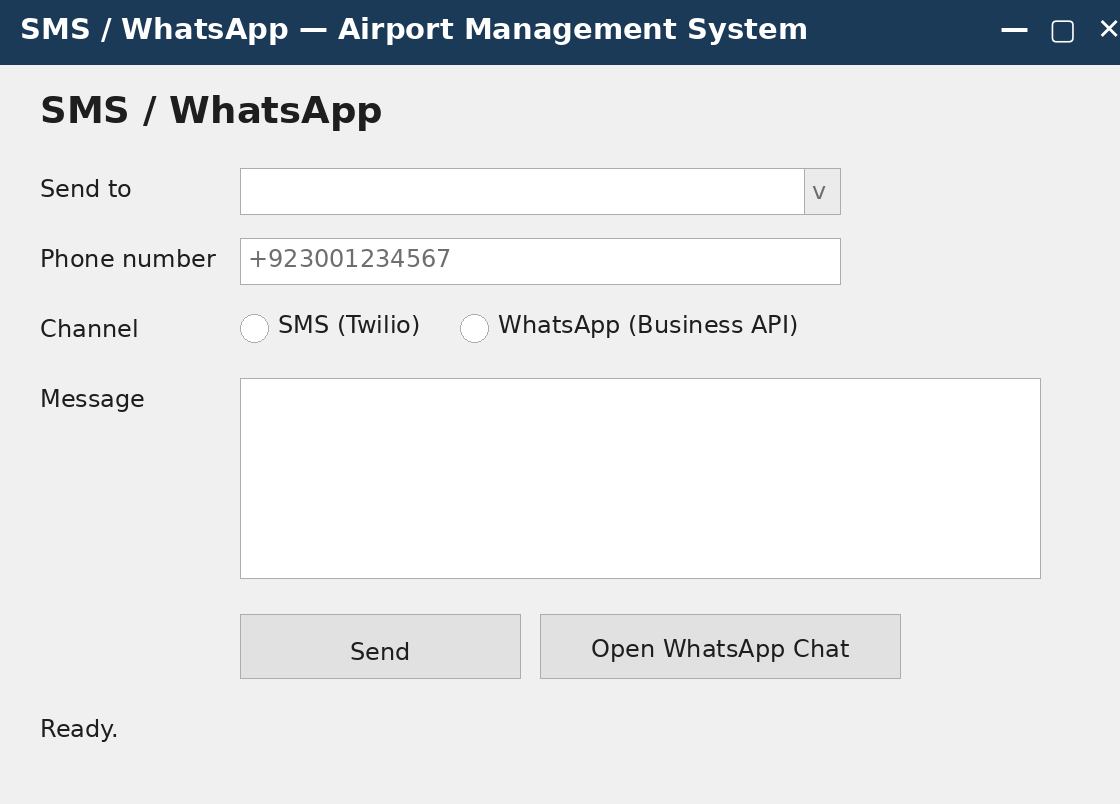 SMS / WhatsApp — Airport Management System
SMS / WhatsApp
Send to
v
Phone number +923001234567
Channel SMS (Twilio) WhatsApp (Business API)
Message
Send Open WhatsApp Chat
Ready.